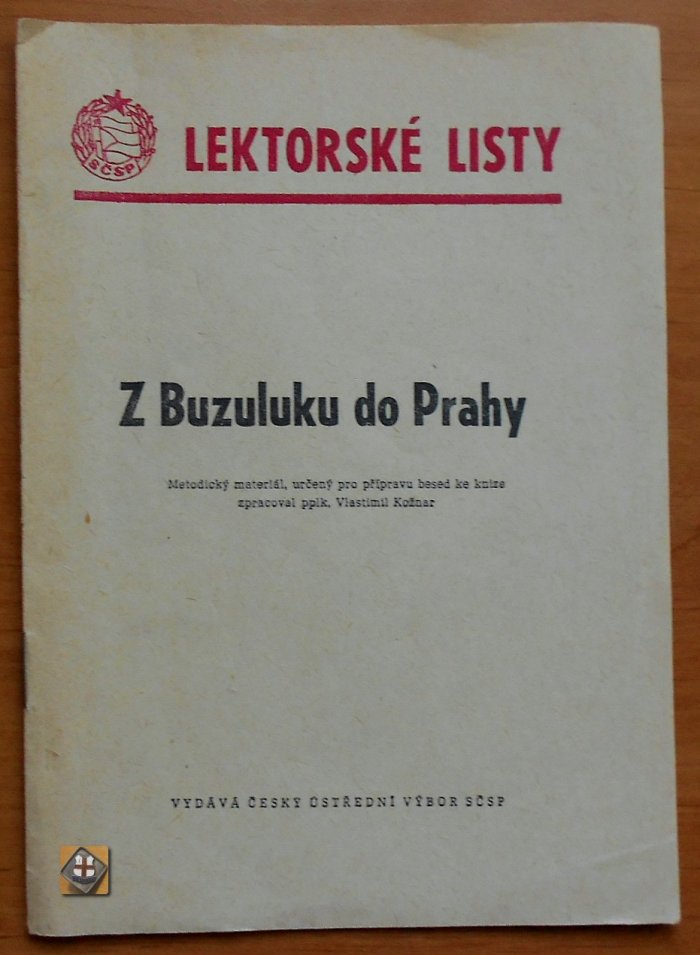 SČSP
LEKTORSKÉ LISTY
Z Buzuluku do Prahy
Metodický materiál, určený pro přípravu besed ke knize
zpracoval pplk. Vlastimil Kožnar
VYDÁVÁ ČESKÝ ÚSTŘEDNÍ VÝBOR SČSP